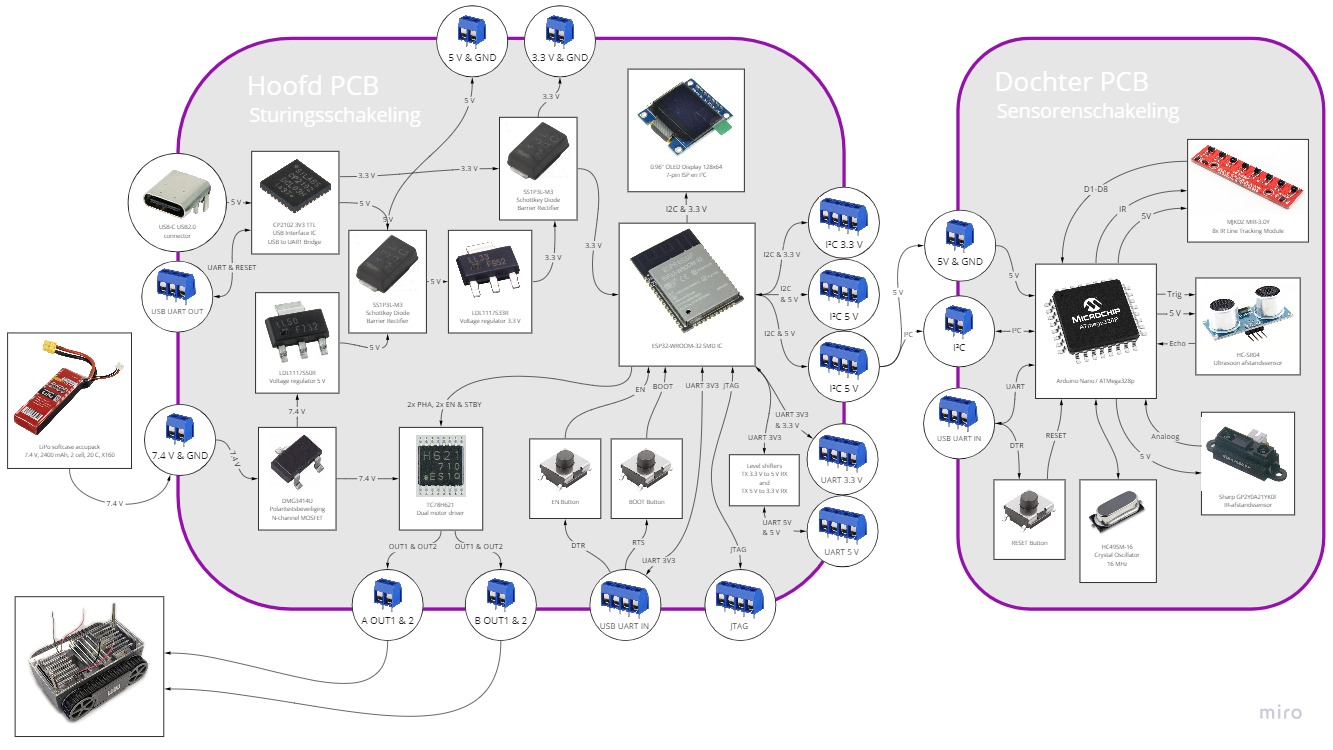 Hoofd PCB
Sturingsschakeling
5 V & GND
3.3 V & GND
5 V
3.3 V
USB-C USB2.0
connector
5 V
CP2102 3V3 TTL
USB Interface IC
USB to UART Bridge
3.3 V
5 V
5 V
SS1P3L-M3
Schottkey Diode
Barrier Rectifier
0.96" OLED Display 128x64
7-pin ISP en I²C
I2C & 3.3 V
UART & RESET
USB UART OUT
SS1P3L-M3
Schottkey Diode
Barrier Rectifier
5 V
LDL1117S33R
Voltage regulator 3.3 V
3.3 V
3.3 V
LDL1117S50R
Voltage regulator 5 V
5 V
ESP32-WROOM-32 SMD IC
I2C & 3.3 V
I²C 3.3 V
I2C
& 5 V
I²C 5 V
I2C & 5 V
I²C 5 V
LiPo softcase accupack
7.4 V, 2400 mAh, 2 cell, 20 C, XT60
7.4 V
7.4 V & GND
7.4 V
7.4 V
DMG3414U
Polariteitsbeveiliging
N-channel MOSFET
7.4 V
2x PHA, 2x EN & STBY
H621
710
ES10
TC78H621
Dual motor driver
OUT1 & OUT2
OUT1 & OUT2
A OUT1 & 2
B OUT1 & 2
EN
BOOT
UART 3V3
JTAG
EN Button
BOOT Button
DTR
RTS
UART 3V3
USB UART IN
JTAG
JTAG
UART 3V3
UART 3V3
& 3.3 V
Level shifters
TX 3.3 V to 5 V RX
and
TX 5 V to 3.3 V RX
UART 3.3 V
UART 5V
& 5 V
UART 5 V
Dochter PCB
Sensorenschakeling
5 V
I²C
5V & GND
I²C
USB UART IN
5 V
I²C
UART
DTR
RESET
MICROCHIP
Arduino Nano / ATMega328p
D1-D8
IR
5V
MJKDZ MIR-3.0Y
8x IR Line Tracking Module
Trig
5 V
Echo
HC-SR04
Ultrasoon afstandssensor
Analoog
5 V
Sharp GP2Y0A21YK0F
IR-afstandssensor
RESET Button
HC49SM-16
Crystal Oscillator
16 MHz
miro